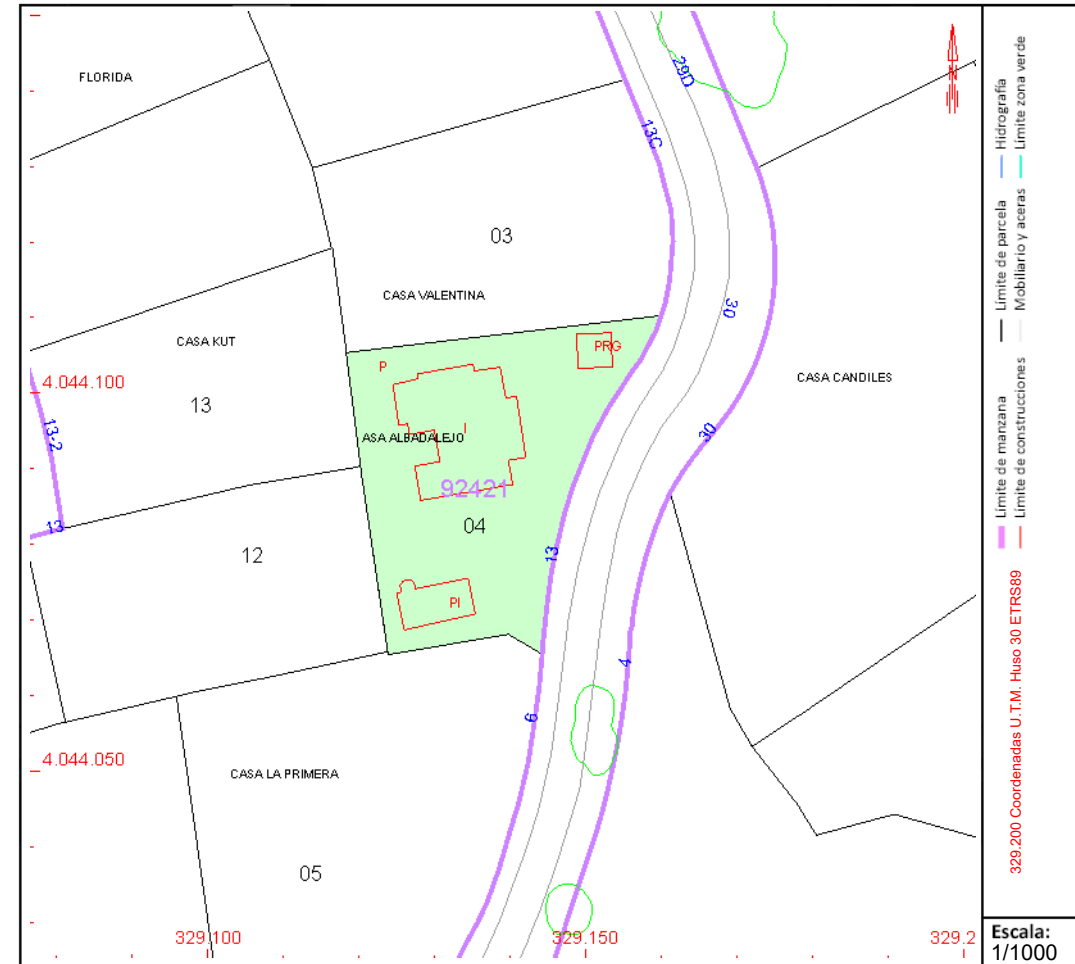 FLORIDA
29D
13C
03
CASA VALENTINA
30
CASA KUT
PRG
P
CASA CANDILES
4.044.100
13
13-2
I
ASA ALBADALEJO
30
92421
04
13
13
12
PI
4
6
4.044.050
CASA LA PRIMERA
05
329.100
329.150
329.2
Hidrografía
Límite zona verde
Límite de parcela
Mobiliario y aceras
Límite de manzana
Límite de construcciones
329.200 Coordenadas U.T.M. Huso 30 ETRS89
Escala:
1/1000